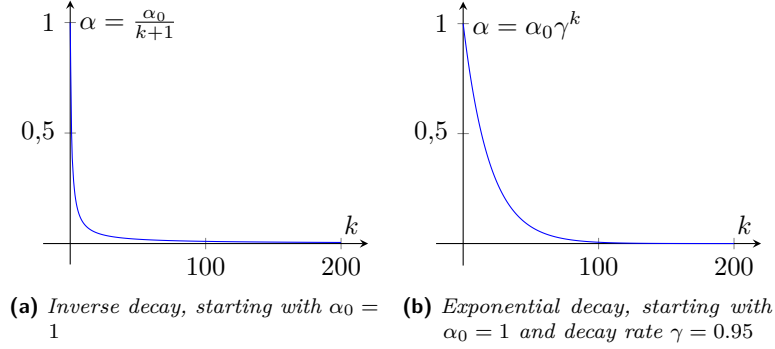 1
α = α₀/(k+1)
0,5
k
100
200
(a) Inverse decay, starting with α₀ =
1
1
α = α₀γᵏ
0,5
k
100
200
(b) Exponential decay, starting with
α₀ = 1 and decay rate γ = 0.95